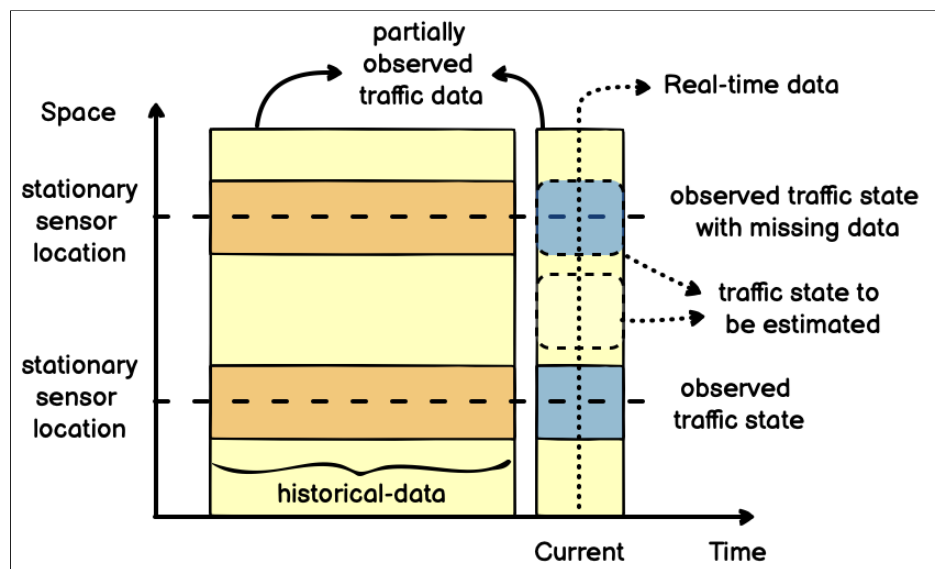 partially
observed
traffic data
Real-time data
Space
stationary
sensor
location
observed traffic state
with missing data
traffic state to
be estimated
stationary
sensor
location
observed
traffic state
historical-data
Current
Time